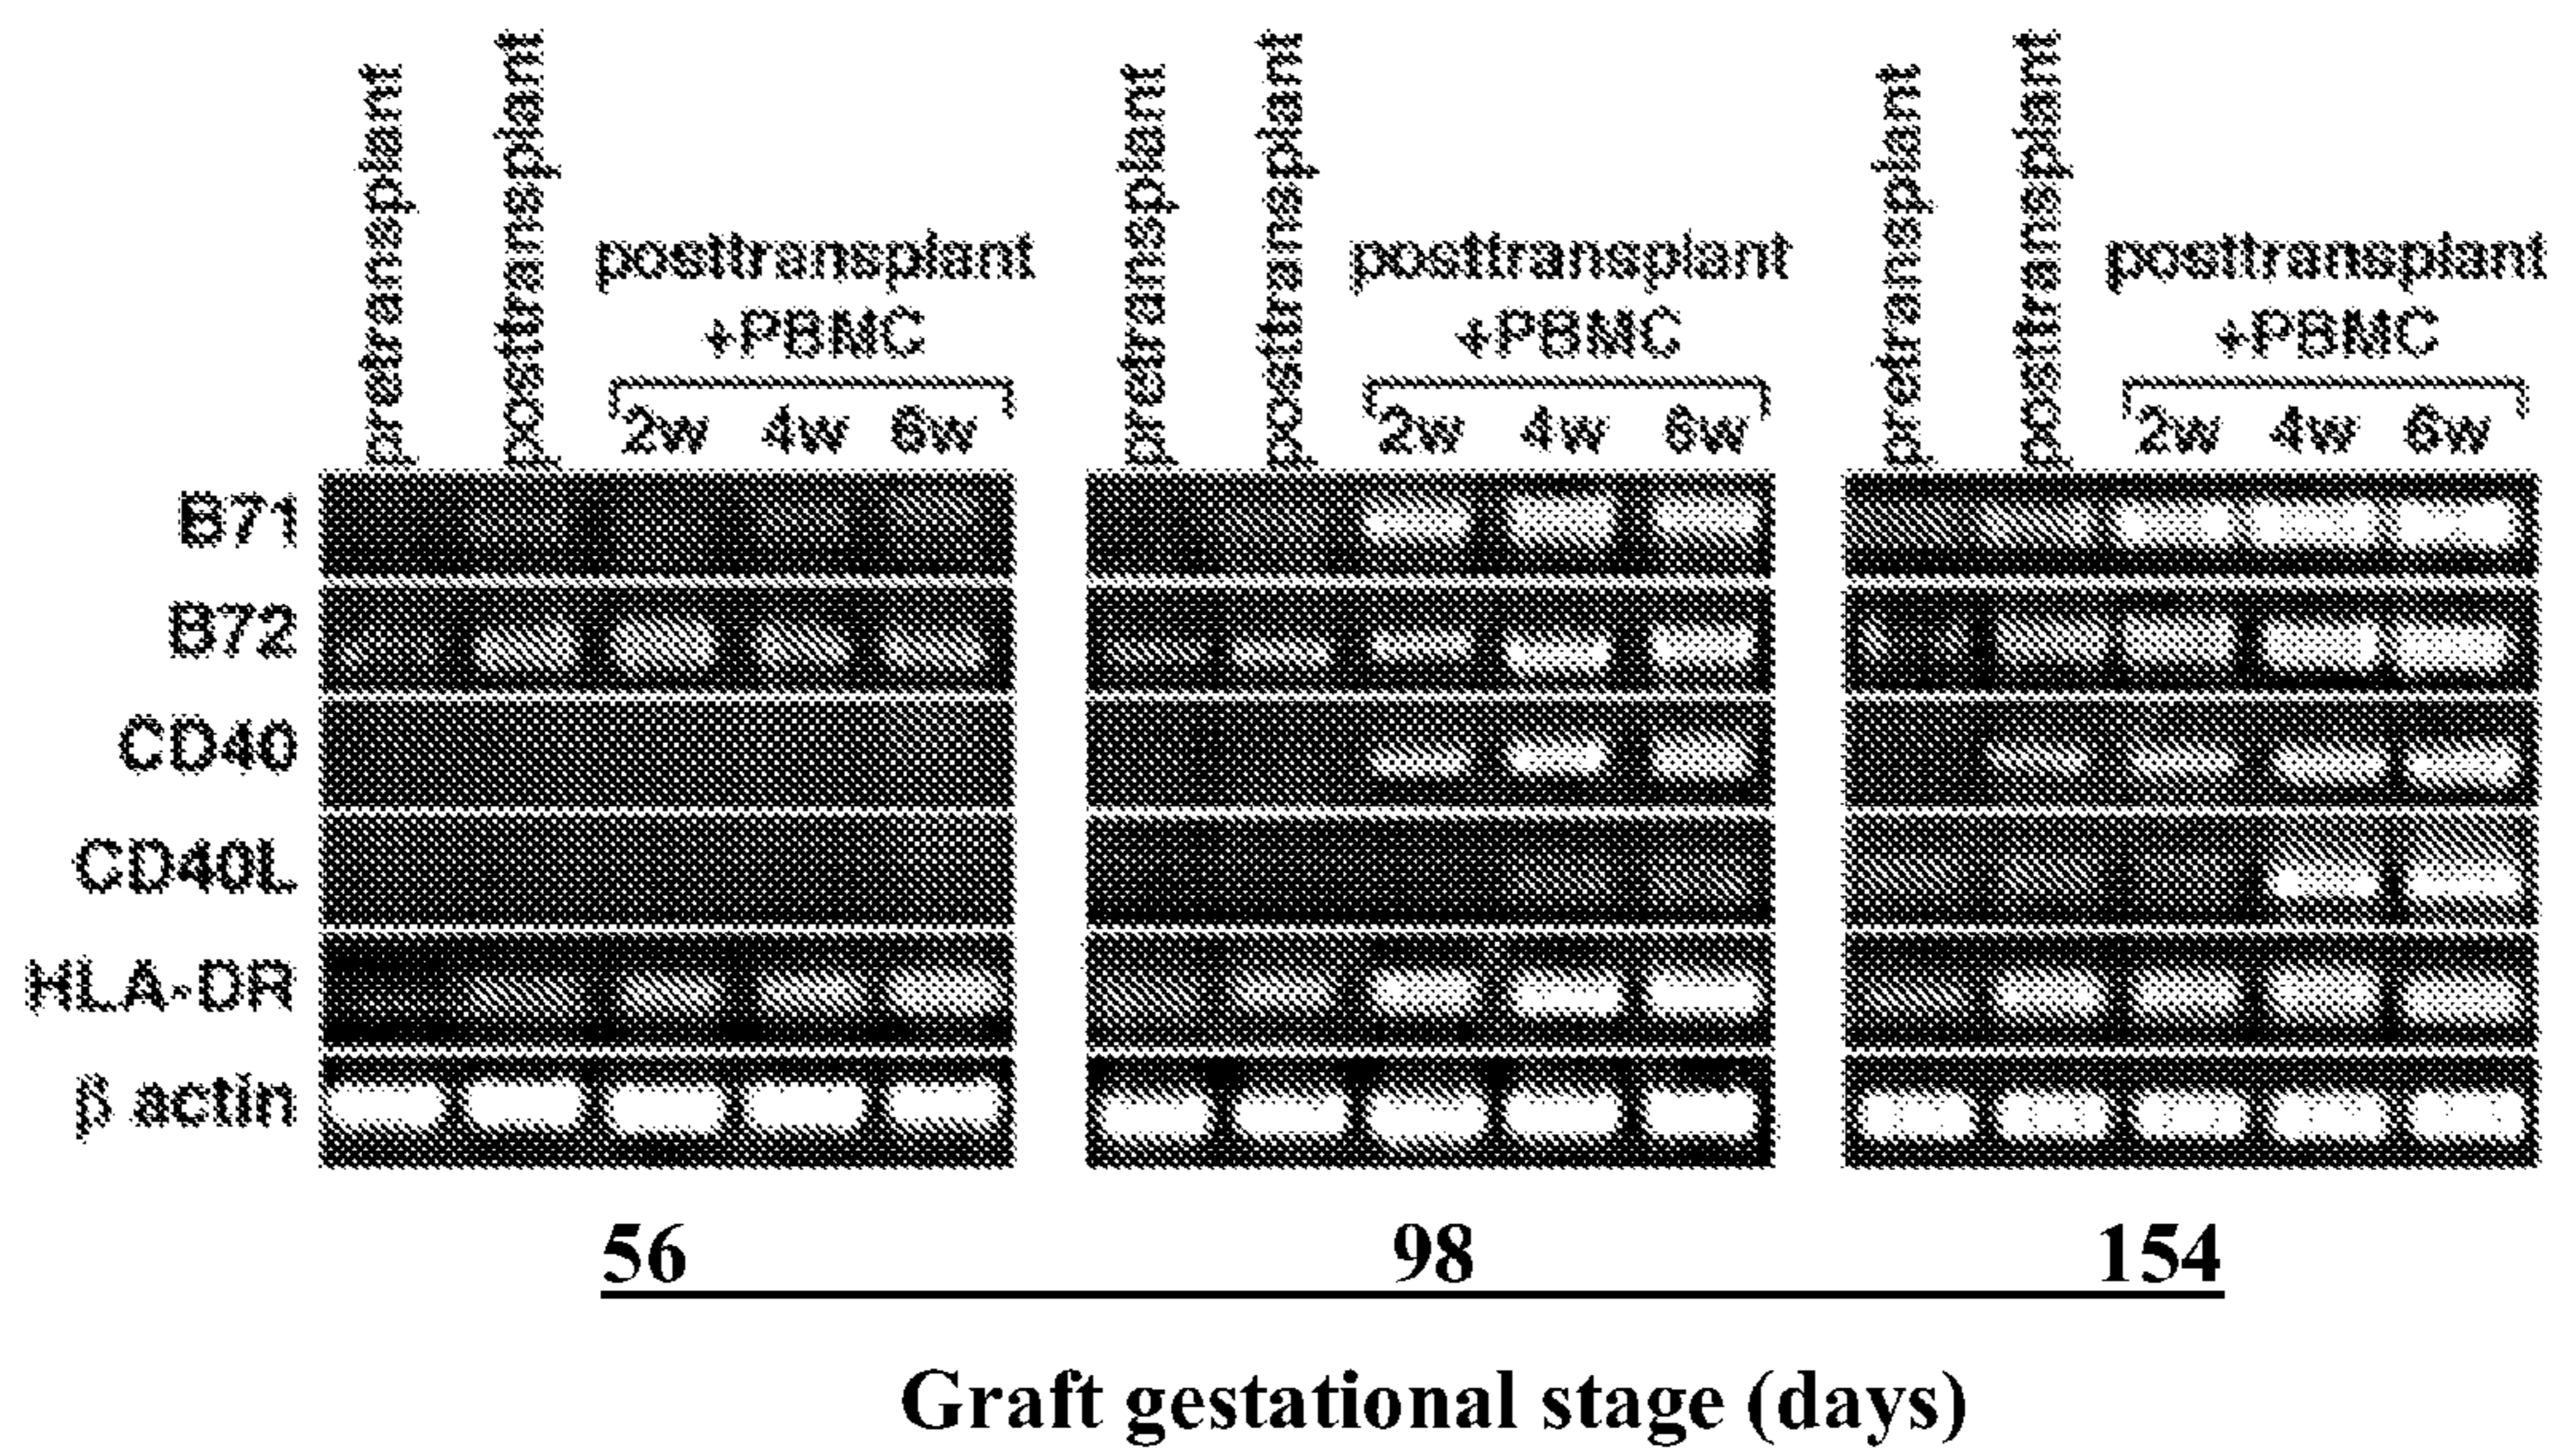 pretransplant posttransplant pretransplant posttransplant pretransplant posttransplant
posttransplant posttransplant posttransplant
+PBMC +PBMC +PBMC
2w 4w 6w 2w 4w 6w 2w 4w 6w
B71
B72
CD40
CD40L
HLA-DR
β actin
56 98 154
Graft gestational stage (days)